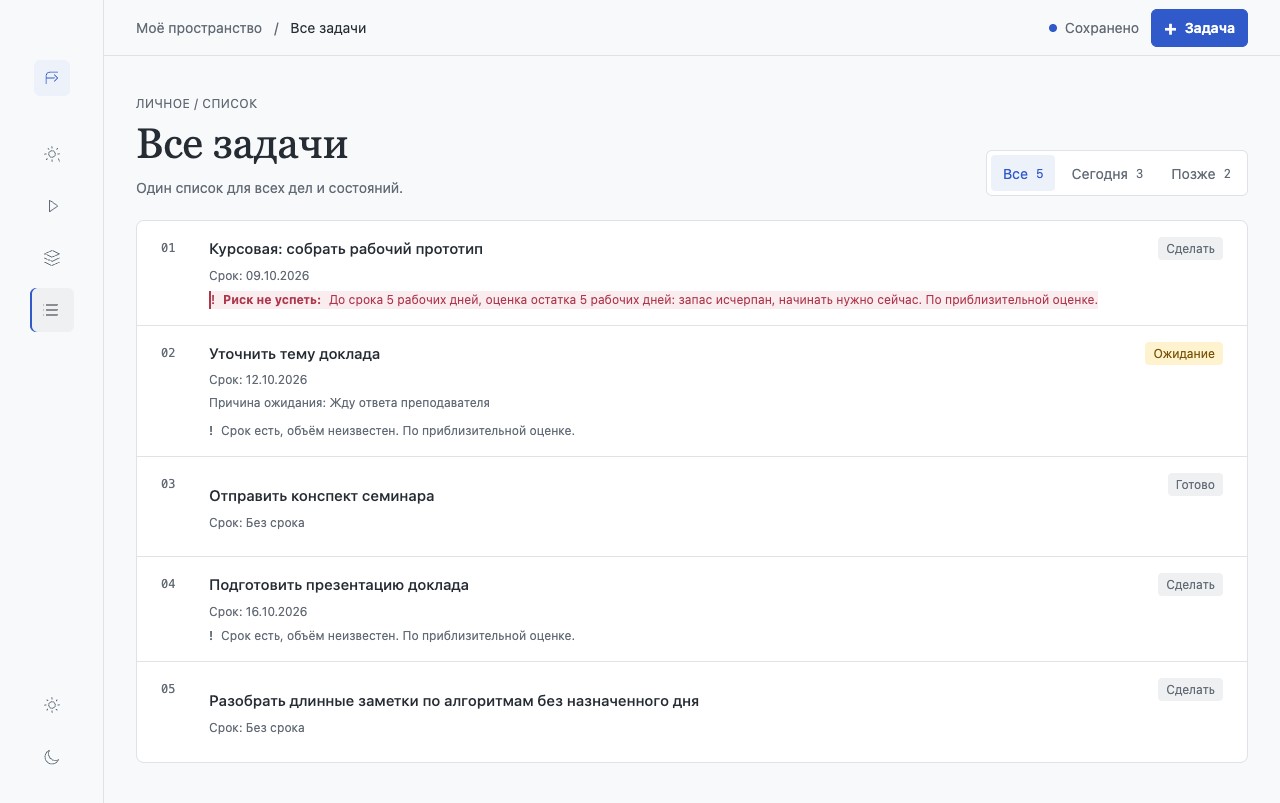 Моё пространство / Все задачи
Сохранено
+ Задача
ЛИЧНОЕ / СПИСОК
Все задачи
Один список для всех дел и состояний.
Все 5
Сегодня 3
Позже 2
01
Курсовая: собрать рабочий прототип
Сделать
Срок: 09.10.2026
! Риск не успеть: До срока 5 рабочих дней, оценка остатка 5 рабочих дней: запас исчерпан, начинать нужно сейчас. По приблизительной оценке.
02
Уточнить тему доклада
Ожидание
Срок: 12.10.2026
Причина ожидания: Жду ответа преподавателя
! Срок есть, объём неизвестен. По приблизительной оценке.
03
Отправить конспект семинара
Готово
Срок: Без срока
04
Подготовить презентацию доклада
Сделать
Срок: 16.10.2026
! Срок есть, объём неизвестен. По приблизительной оценке.
05
Разобрать длинные заметки по алгоритмам без назначенного дня
Сделать
Срок: Без срока